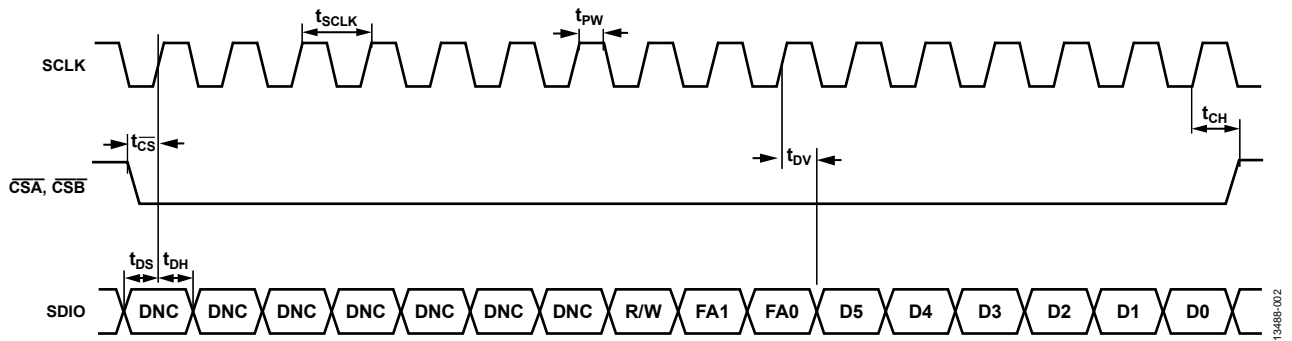 tSCLK
tPW
SCLK
tCH
tCS
tDV
CSA, CSB
tDS
tDH
SDIO
DNC DNC DNC DNC DNC DNC DNC R/W FA1 FA0 D5 D4 D3 D2 D1 D0
13488-002